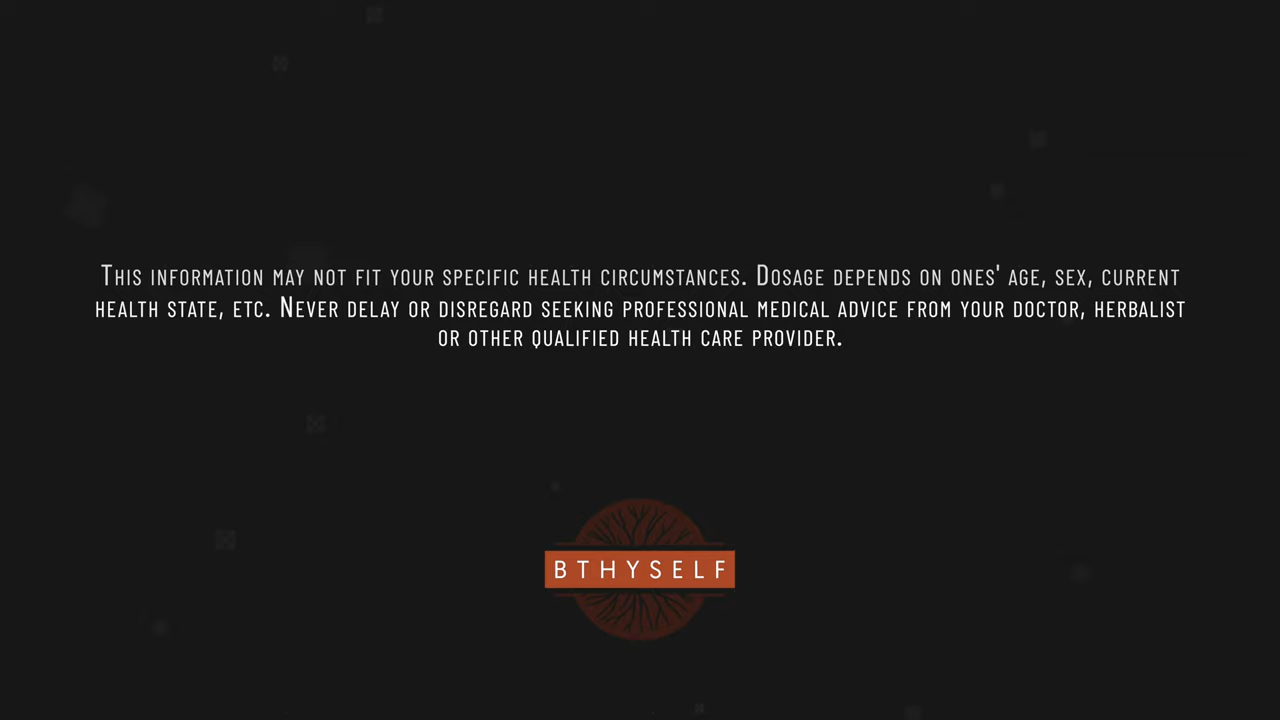 This information may not fit your specific health circumstances. Dosage depends on ones' age, sex, current
health state, etc. Never delay or disregard seeking professional medical advice from your doctor, herbalist
or other qualified health care provider.
BTHYSELF